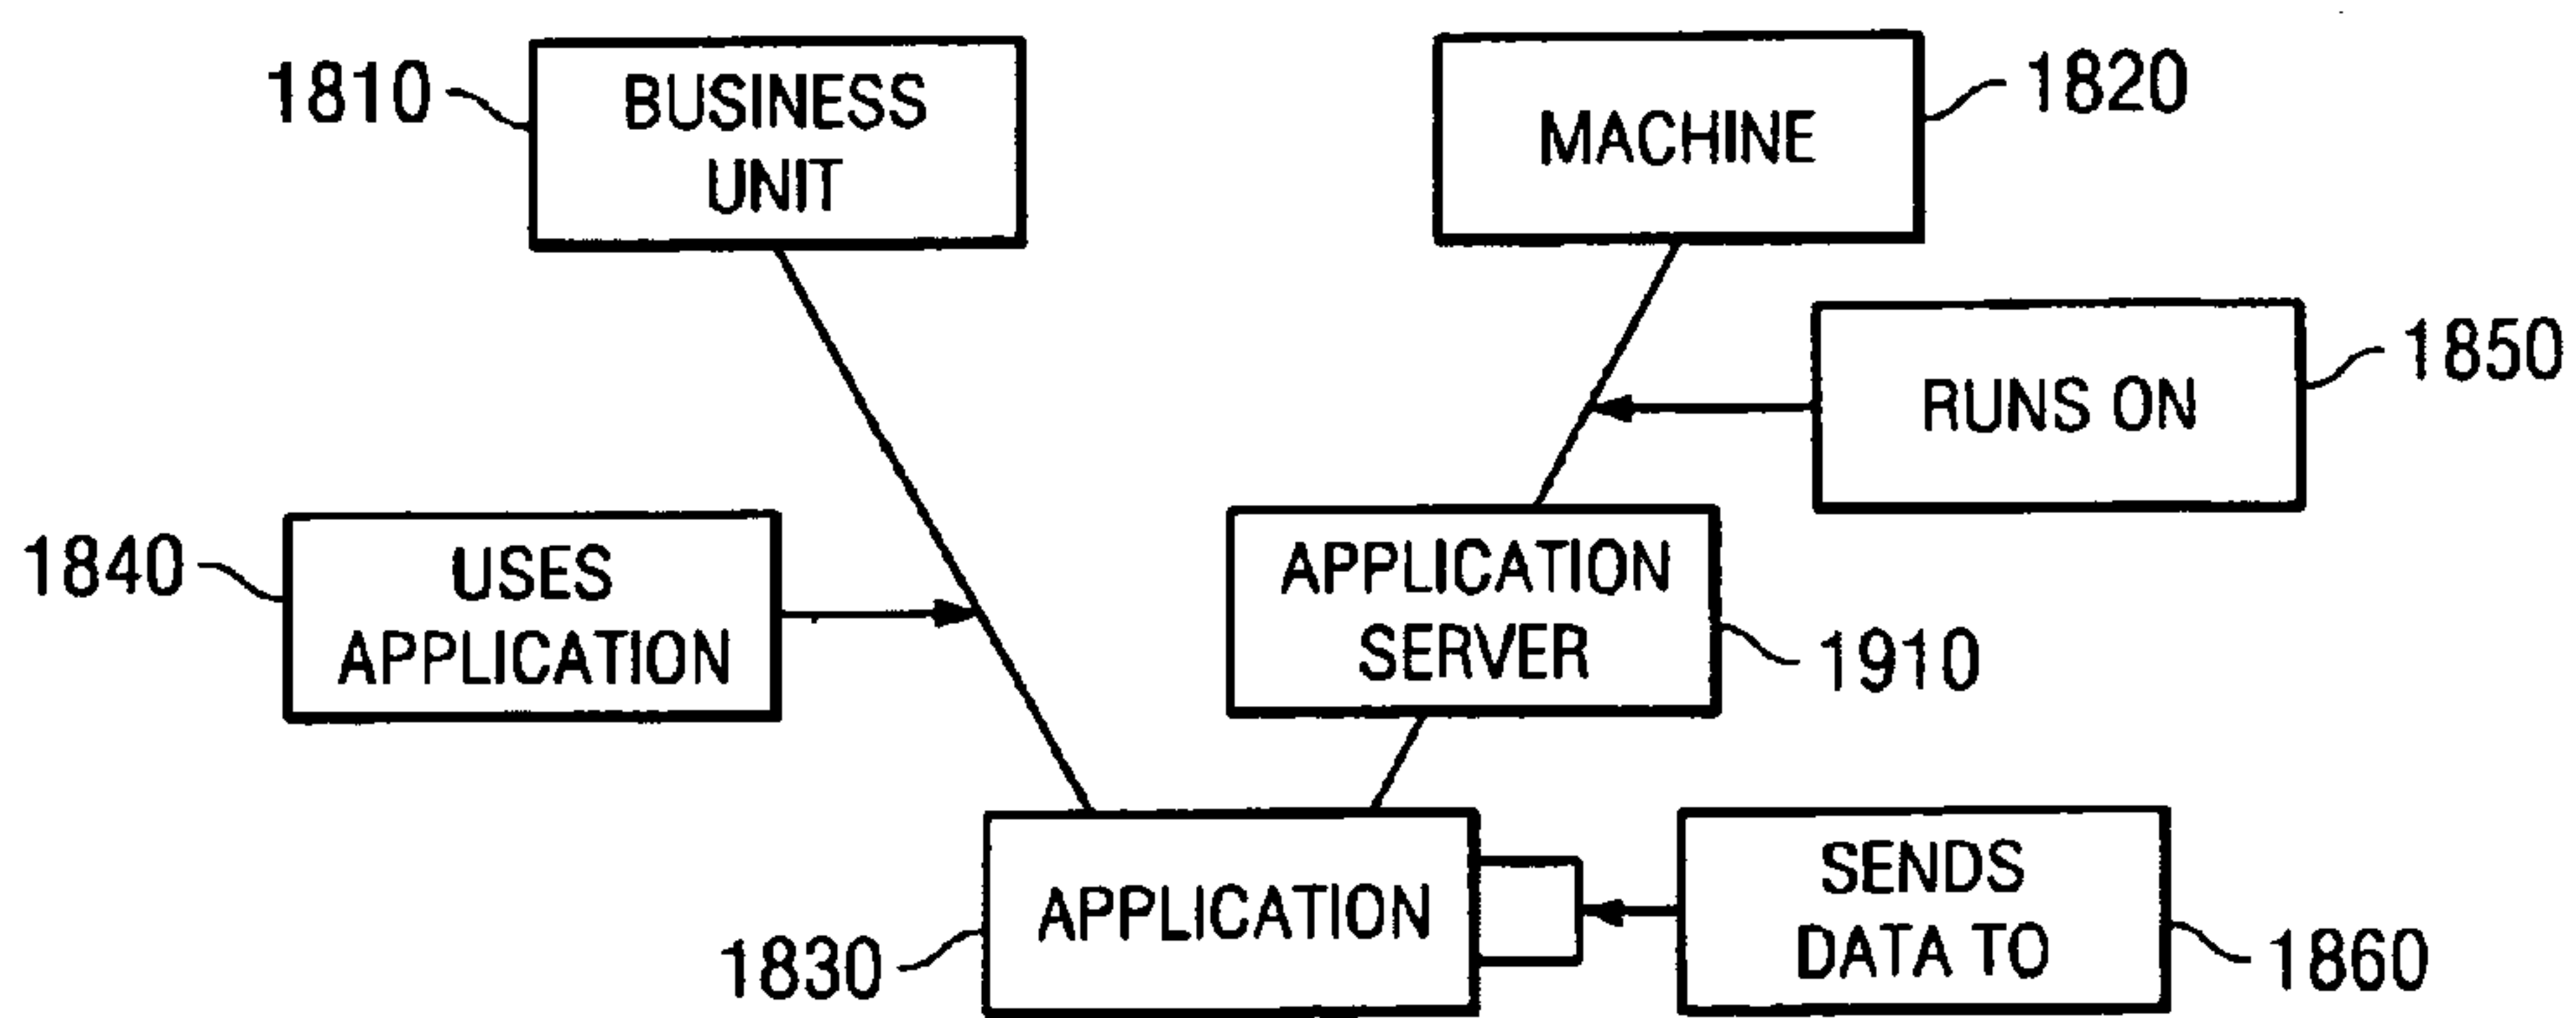 1810
BUSINESS
UNIT
MACHINE
1820
RUNS ON
1850
1840
USES
APPLICATION
APPLICATION
SERVER
1910
1830
APPLICATION
SENDS
DATA TO
1860